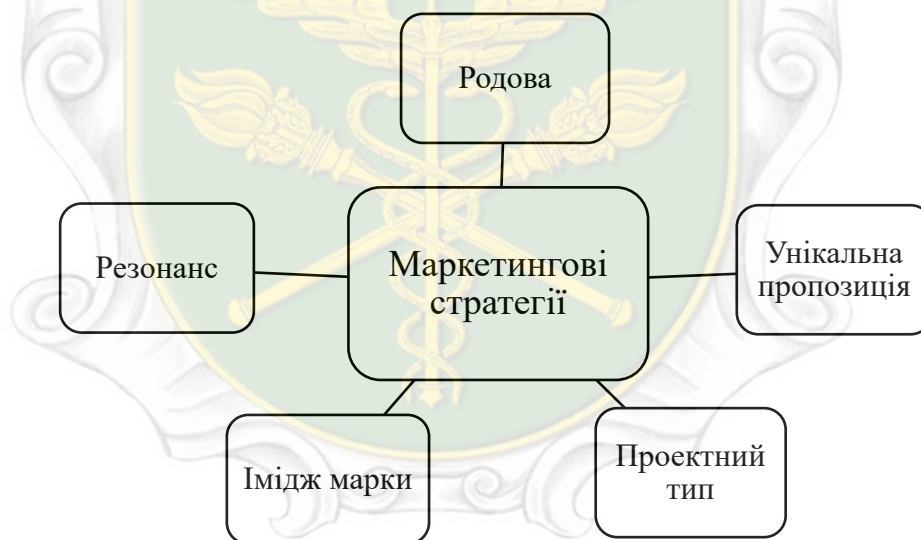 Родова
Резонанс
Маркетингові
стратегії
Унікальна
пропозиція
Імідж марки
Проектний
тип